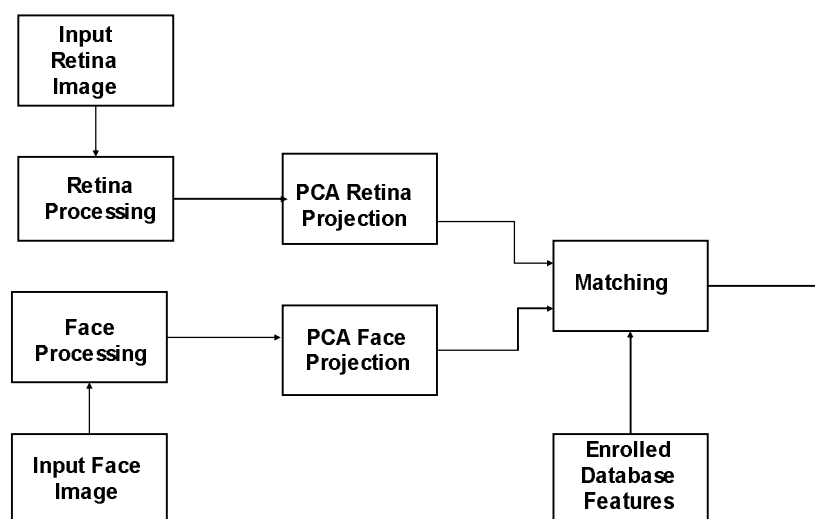 Input
Retina
Image
Retina
Processing
PCA Retina
Projection
Matching
Face
Processing
PCA Face
Projection
Input Face
Image
Enrolled
Database
Features